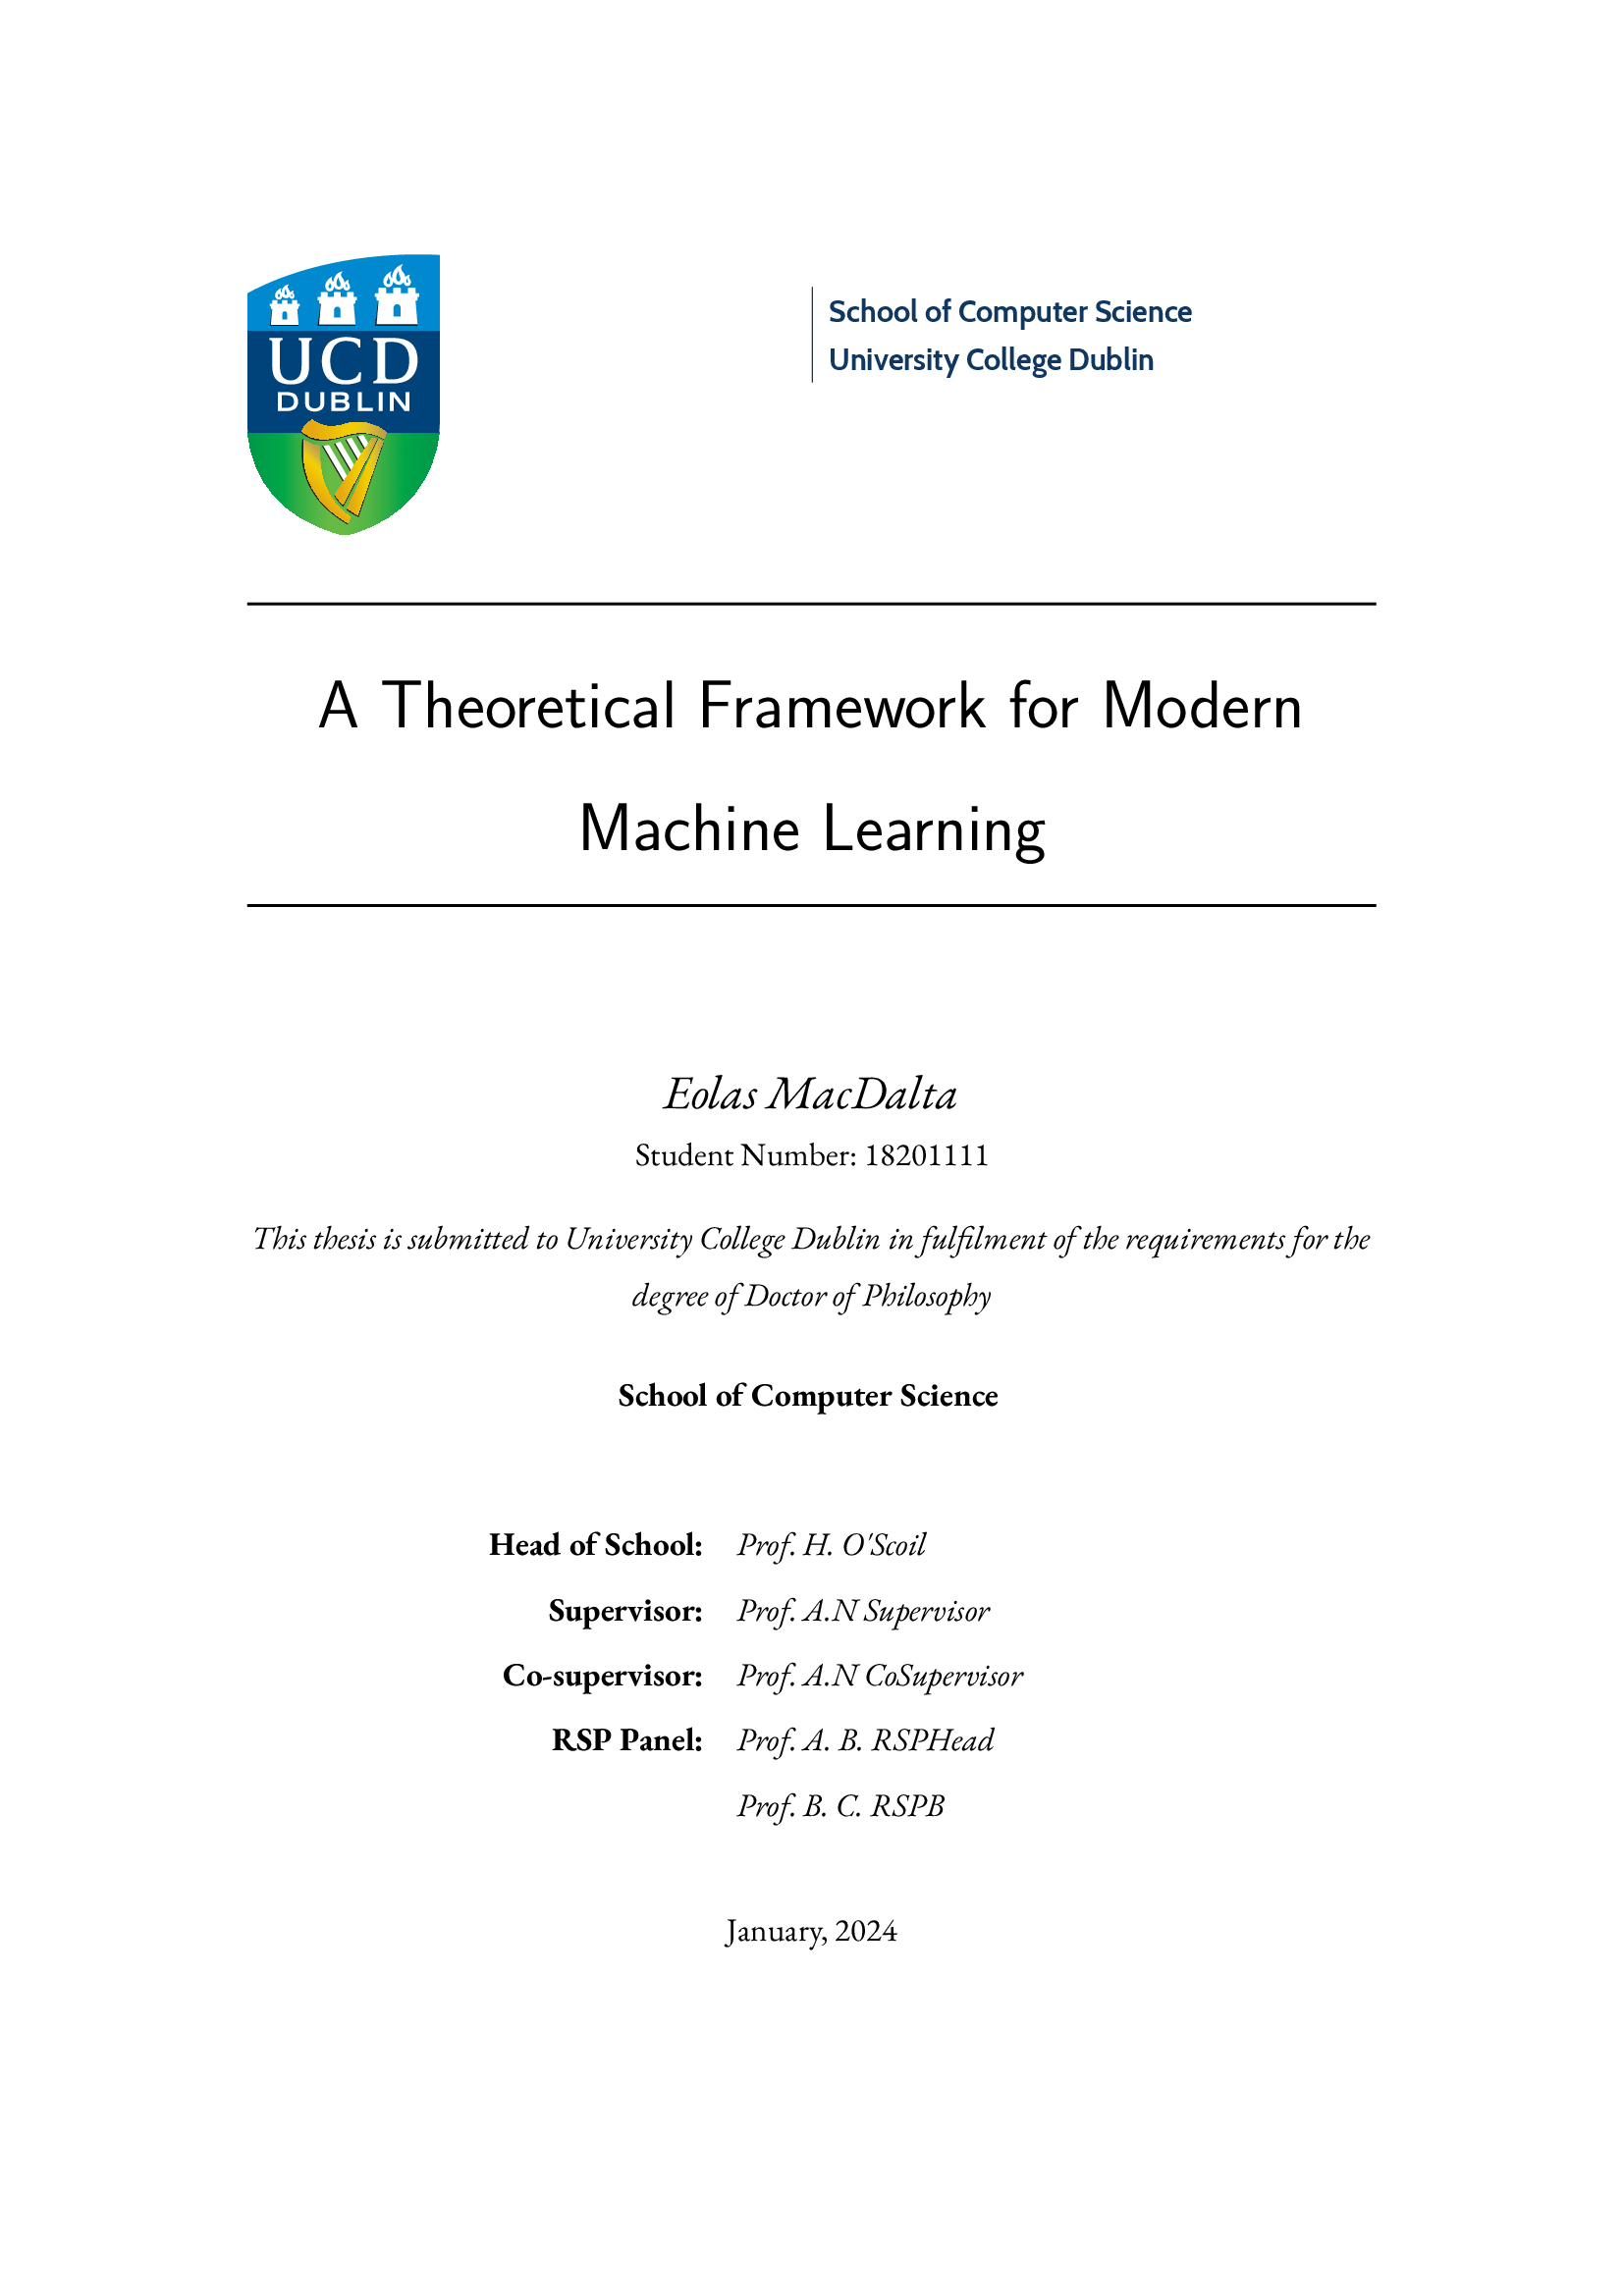 UCD
DUBLIN
School of Computer Science
University College Dublin
A Theoretical Framework for Modern
Machine Learning
Eolas MacDalta
Student Number: 18201111
This thesis is submitted to University College Dublin in fulfilment of the requirements for the
degree of Doctor of Philosophy
School of Computer Science
Head of School: Prof. H. O'Scoil
Supervisor: Prof. A.N Supervisor
Co-supervisor: Prof. A.N CoSupervisor
RSP Panel: Prof. A. B. RSPHead
Prof. B. C. RSPB
January, 2024